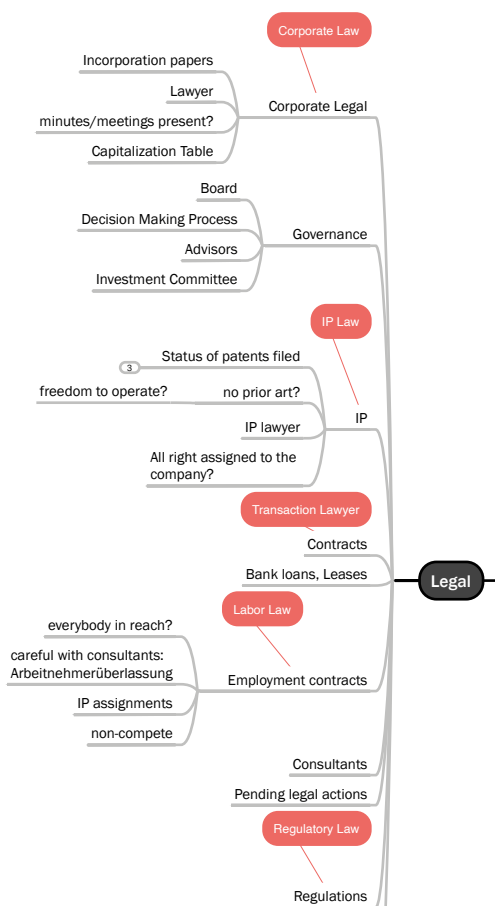 Corporate Law
Incorporation papers
Lawyer
Corporate Legal
minutes/meetings present?
Capitalization Table
Board
Decision Making Process
Governance
Advisors
Investment Committee
IP Law
Status of patents filed
3
freedom to operate?
no prior art?
IP
IP lawyer
All right assigned to the
company?
Transaction Lawyer
Contracts
Bank loans, Leases
Legal
Labor Law
everybody in reach?
careful with consultants:
Arbeitnehmerüberlassung
Employment contracts
IP assignments
non-compete
Consultants
Pending legal actions
Regulatory Law
Regulations